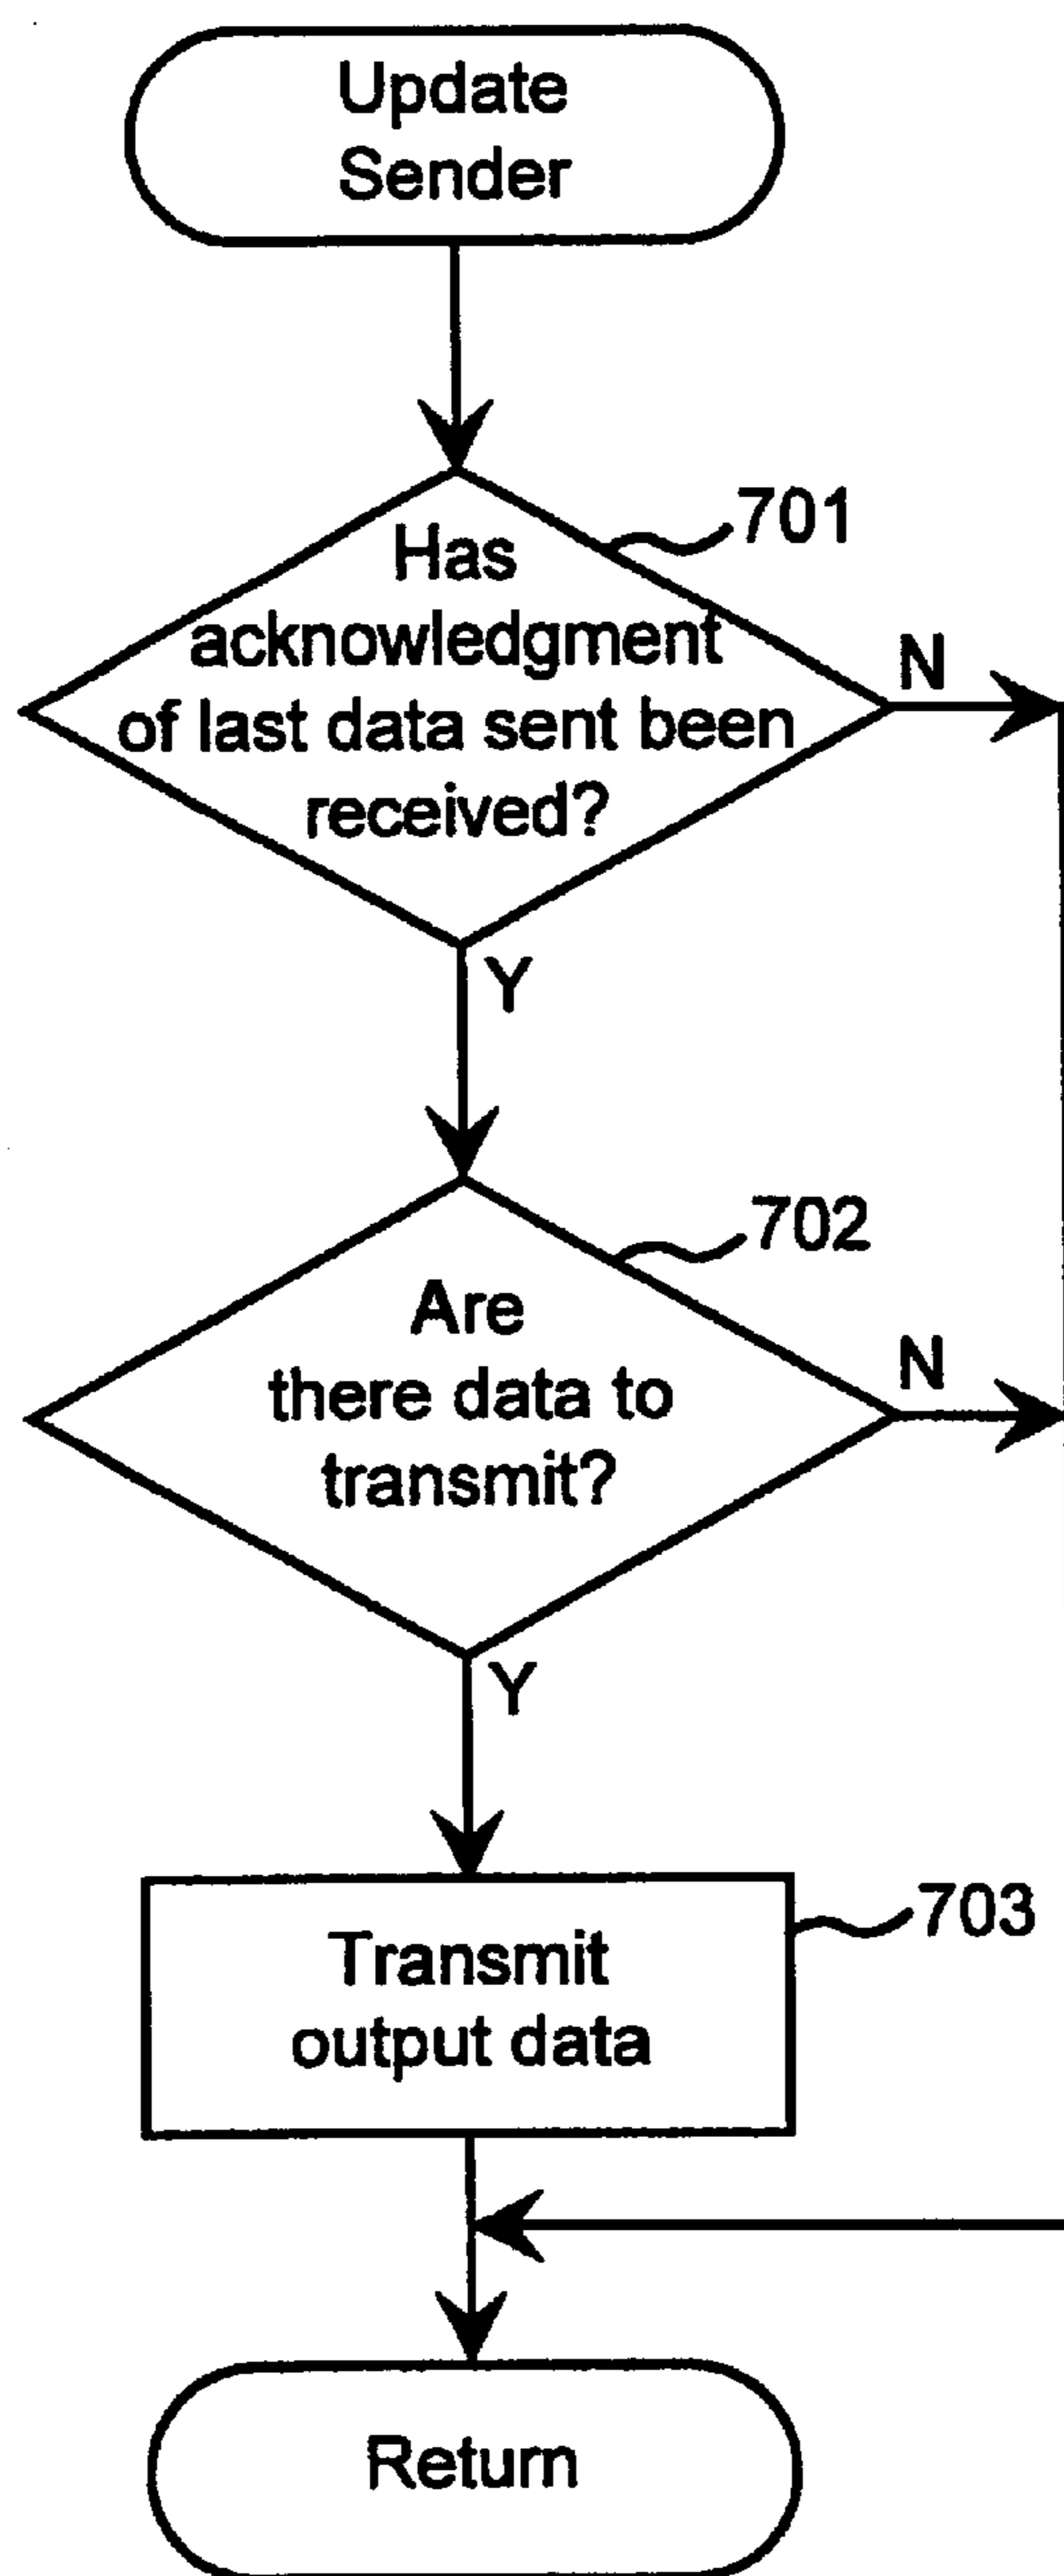 Update
Sender
701
Has
acknowledgment
of last data sent been
received?
N
Y
702
Are
there data to
transmit?
N
Y
703
Transmit
output data
Return